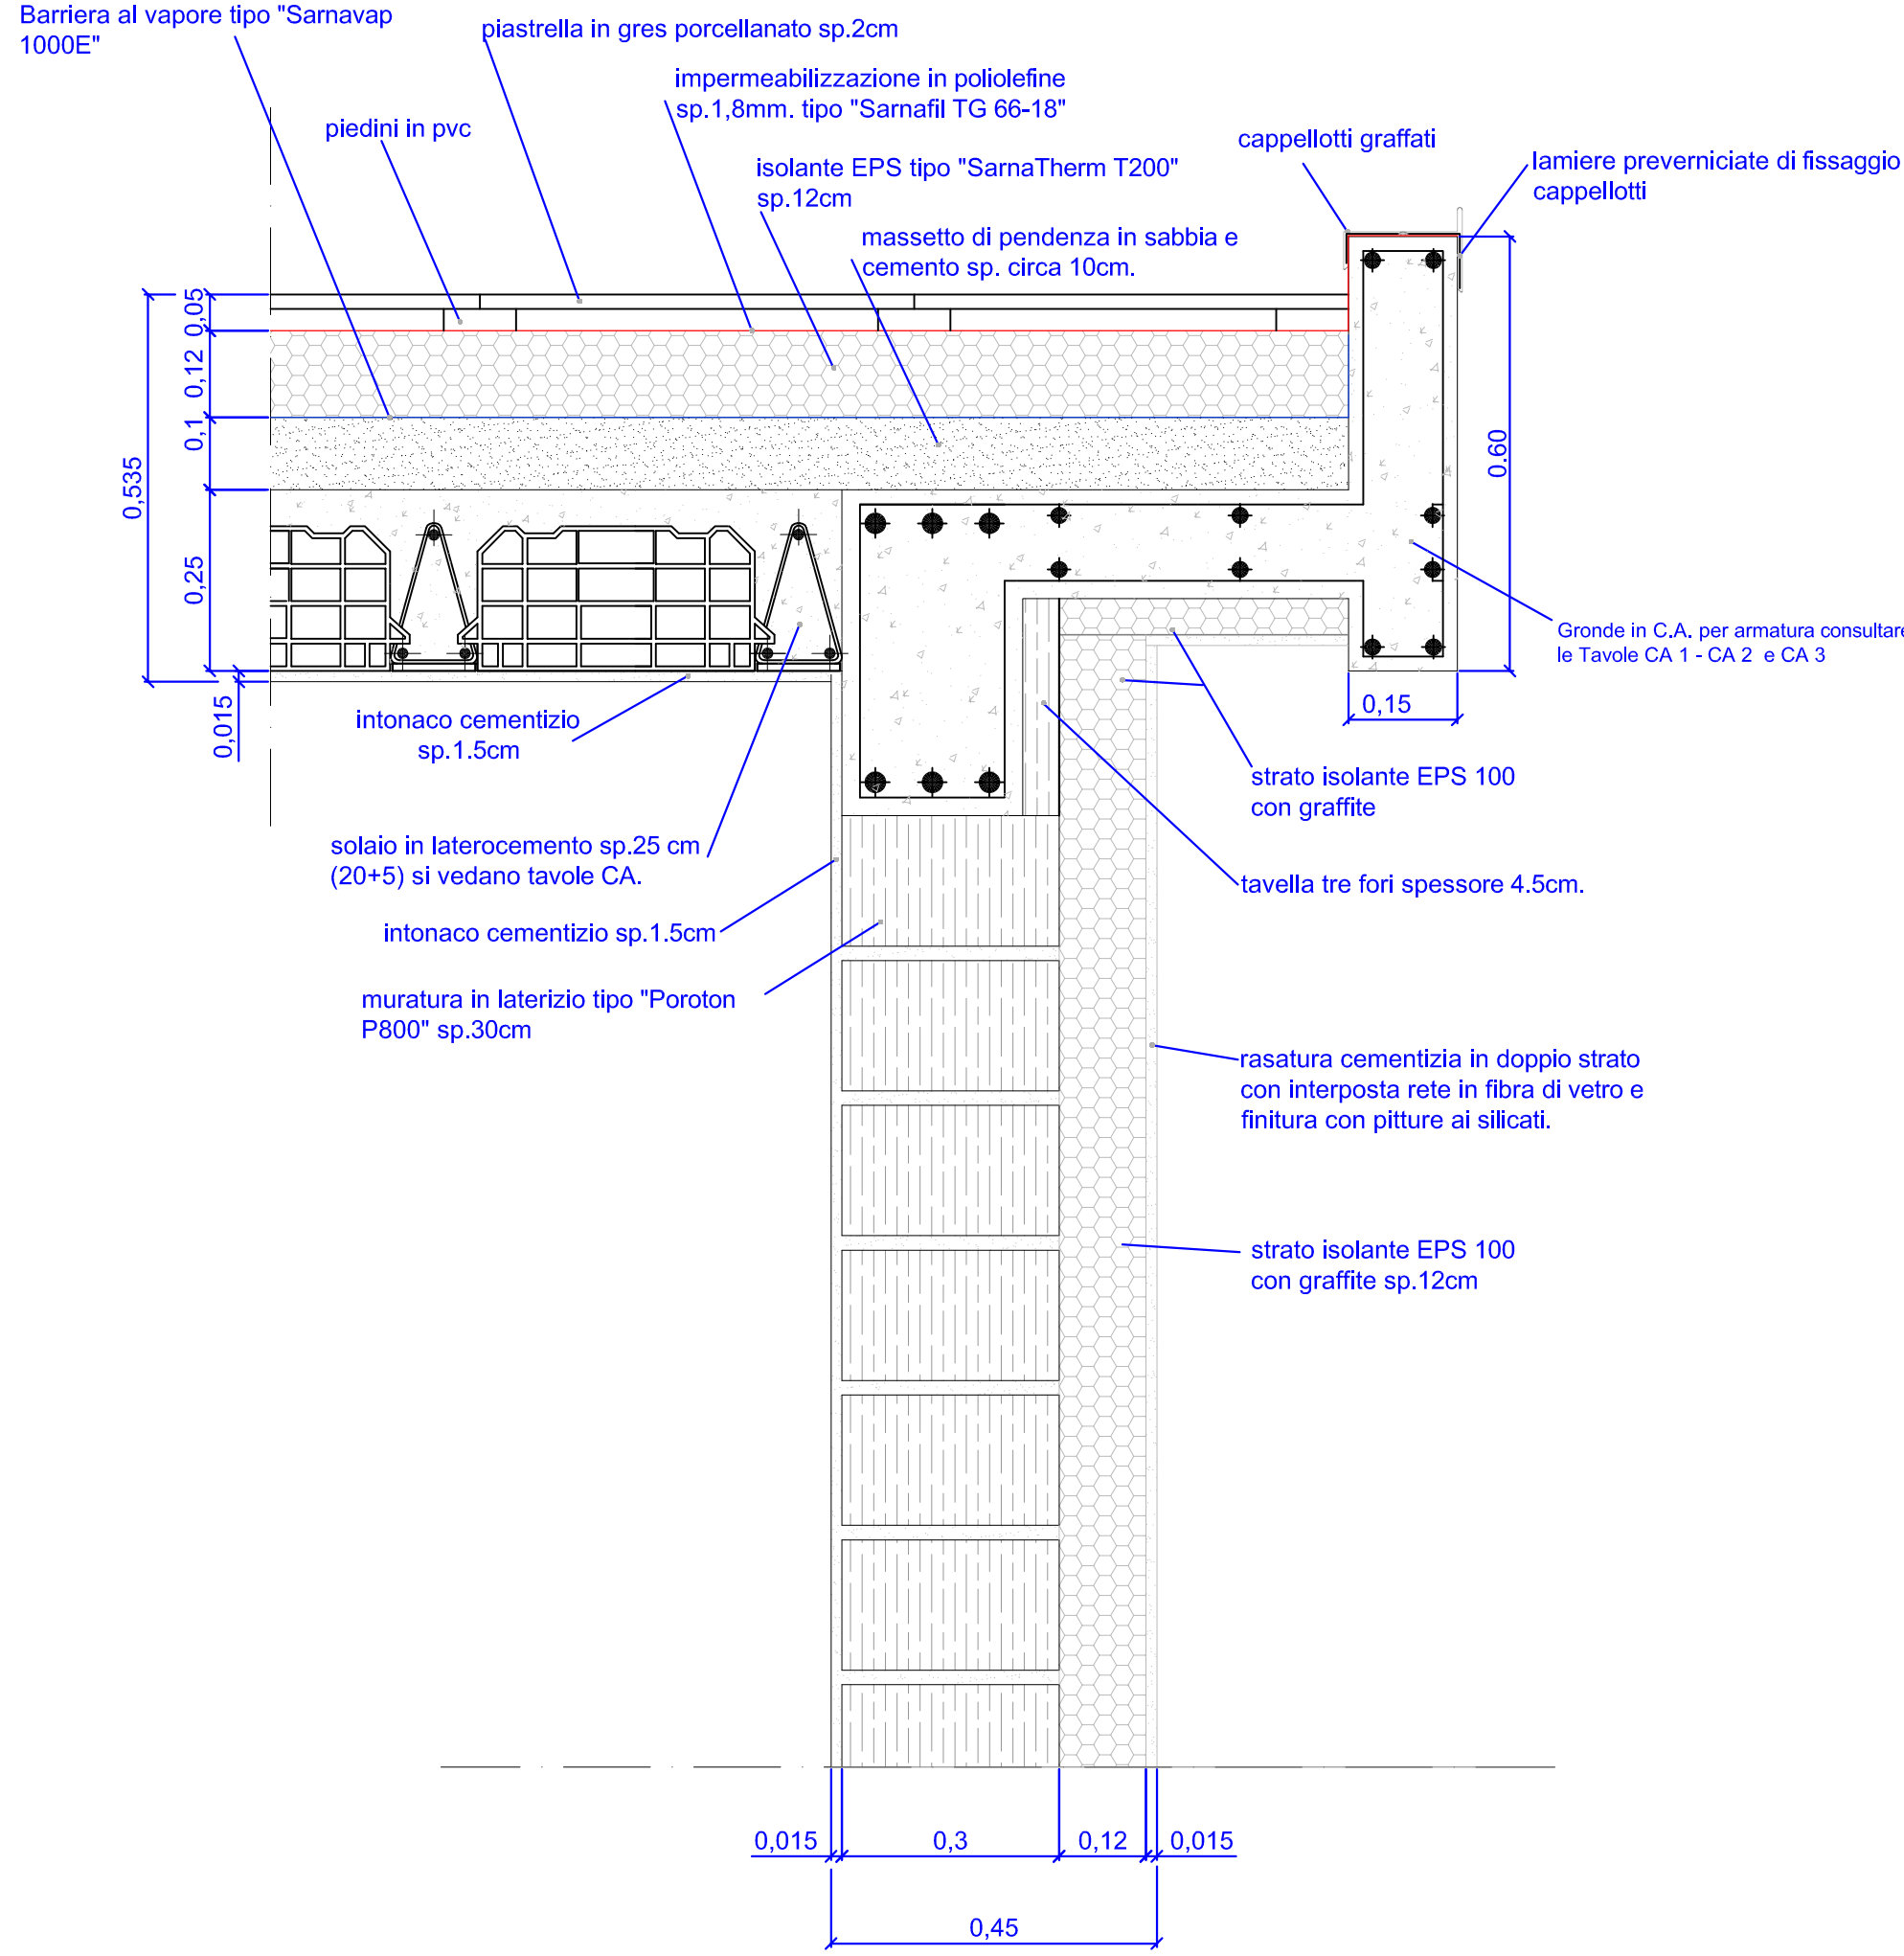 Barriera al vapore tipo "Sarnavap
1000E"
piastrella in gres porcellanato sp.2cm
impermeabilizzazione in poliolefine
sp.1,8mm. tipo "Sarnafil TG 66-18"
piedini in pvc
cappellotti graffati
isolante EPS tipo "SarnaTherm T200"
sp.12cm
lamiere preverniciate di fissaggio
cappellotti
massetto di pendenza in sabbia e
cemento sp. circa 10cm.
0,05
0,12
0,1
0,535
0,25
0,015
0.60
Gronde in C.A. per armatura consultare
le Tavole CA 1 - CA 2 e CA 3
0,15
intonaco cementizio
sp.1.5cm
strato isolante EPS 100
con graffite
solaio in laterocemento sp.25 cm
(20+5) si vedano tavole CA.
tavella tre fori spessore 4.5cm.
intonaco cementizio sp.1.5cm
muratura in laterizio tipo "Poroton
P800" sp.30cm
rasatura cementizia in doppio strato
con interposta rete in fibra di vetro e
finitura con pitture ai silicati.
strato isolante EPS 100
con graffite sp.12cm
0,015
0,3
0,12
0,015
0,45